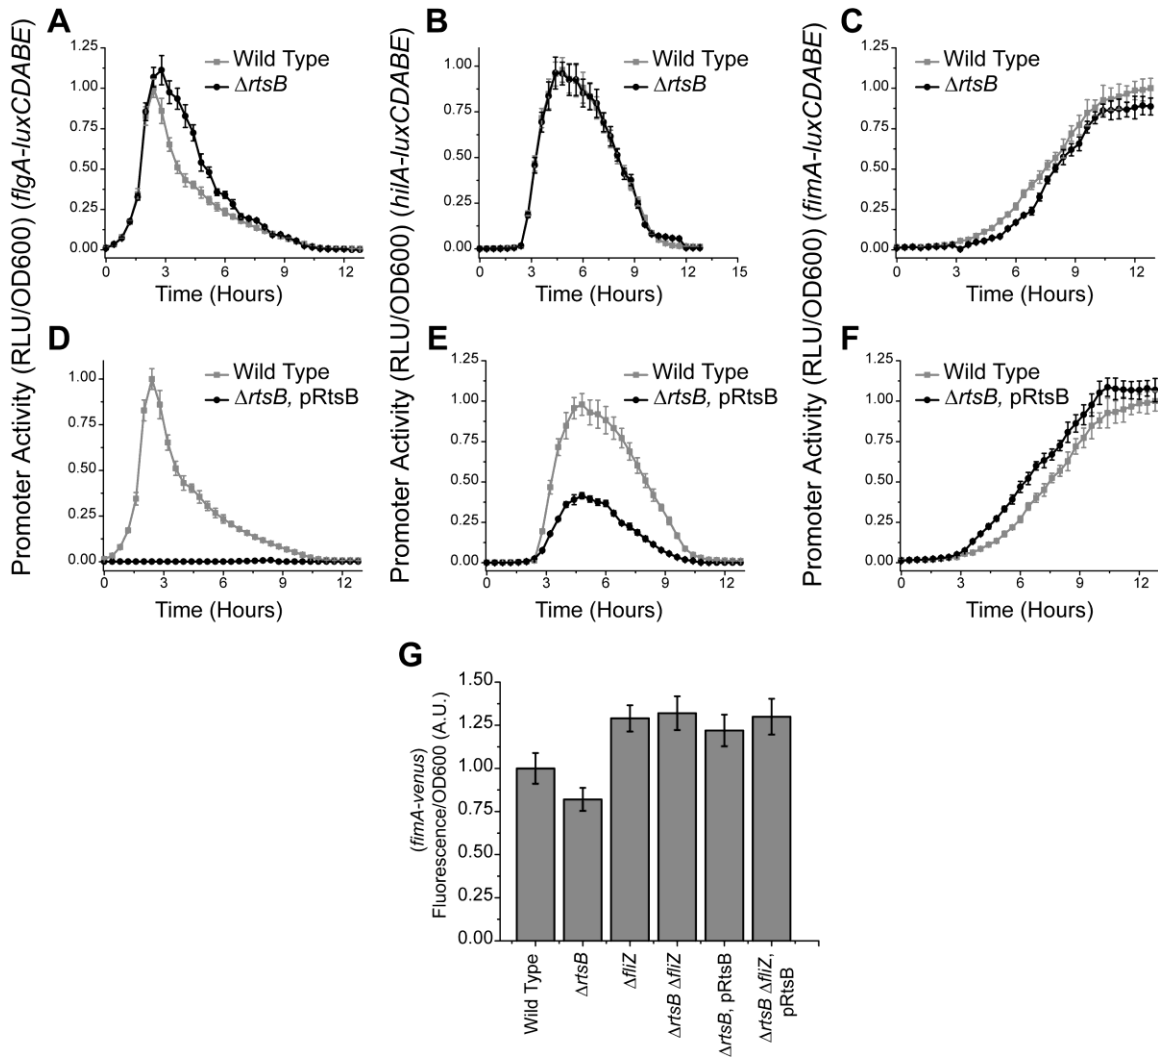 A
Promoter Activity (RLU/OD600) (flgA-luxCDABE)
1.25
1.00
0.75
0.50
0.25
0.00
Wild Type
ΔrtsB
0 3 6 9 12
Time (Hours)
B
Promoter Activity (RLU/OD600) (hilA-luxCDABE)
1.25
1.00
0.75
0.50
0.25
0.00
Wild Type
ΔrtsB
0 3 6 9 12 15
Time (Hours)
C
Promoter Activity (RLU/OD600) (fimA-luxCDABE)
1.25
1.00
0.75
0.50
0.25
0.00
Wild Type
ΔrtsB
0 3 6 9 12
Time (Hours)
D
1.00
0.75
0.50
0.25
0.00
Wild Type
ΔrtsB, pRtsB
0 3 6 9 12
Time (Hours)
E
1.25
1.00
0.75
0.50
0.25
0.00
Wild Type
ΔrtsB, pRtsB
0 3 6 9 12
Time (Hours)
F
1.25
1.00
0.75
0.50
0.25
0.00
Wild Type
ΔrtsB, pRtsB
0 3 6 9 12
Time (Hours)
G
(fimA-venus)
Fluorescence/OD600 (A.U.)
1.50
1.25
1.00
0.75
0.50
0.25
0.00
Wild Type
ΔrtsB
ΔfliZ
ΔrtsB ΔfliZ
ΔrtsB, pRtsB
ΔrtsB ΔfliZ,
pRtsB